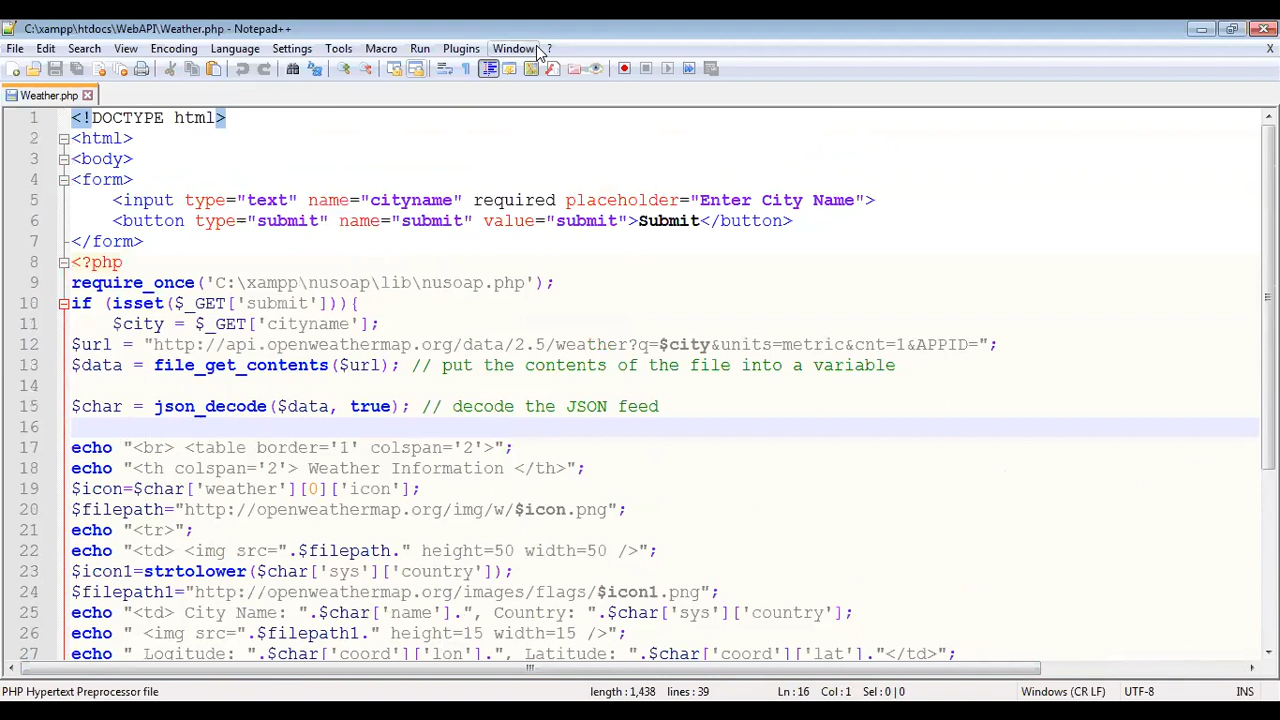 C:\xampp\htdocs\WebAPI\Weather.php - Notepad++
File Edit Search View Encoding Language Settings Tools Macro Run Plugins Window ? X
Weather.php
1 <!DOCTYPE html>
2 <html>
3 <body>
4 <form>
5 <input type="text" name="cityname" required placeholder="Enter City Name">
6 <button type="submit" name="submit" value="submit">Submit</button>
7 </form>
8 <?php
9 require_once('C:\xampp\nusoap\lib\nusoap.php');
10 if (isset($_GET['submit'])){
11 $city = $_GET['cityname'];
12 $url = "http://api.openweathermap.org/data/2.5/weather?q=$city&units=metric&cnt=1&APPID=";
13 $data = file_get_contents($url); // put the contents of the file into a variable
14
15 $char = json_decode($data, true); // decode the JSON feed
16
17 echo "<br> <table border='1' colspan='2'>";
18 echo "<th colspan='2'> Weather Information </th>";
19 $icon=$char['weather'][0]['icon'];
20 $filepath="http://openweathermap.org/img/w/$icon.png";
21 echo "<tr>";
22 echo "<td> <img src=".$filepath." height=50 width=50 />";
23 $icon1=strtolower($char['sys']['country']);
24 $filepath1="http://openweathermap.org/images/flags/$icon1.png";
25 echo "<td> City Name: ".$char['name'].", Country: ".$char['sys']['country'];
26 echo " <img src=".$filepath1." height=15 width=15 />";
27 echo " Logitude: ".$char['coord']['lon'].", Latitude: ".$char['coord']['lat']."</td>";
PHP Hypertext Preprocessor file length : 1,438 lines : 39 Ln : 16 Col : 1 Sel : 0 | 0 Windows (CR LF) UTF-8 INS